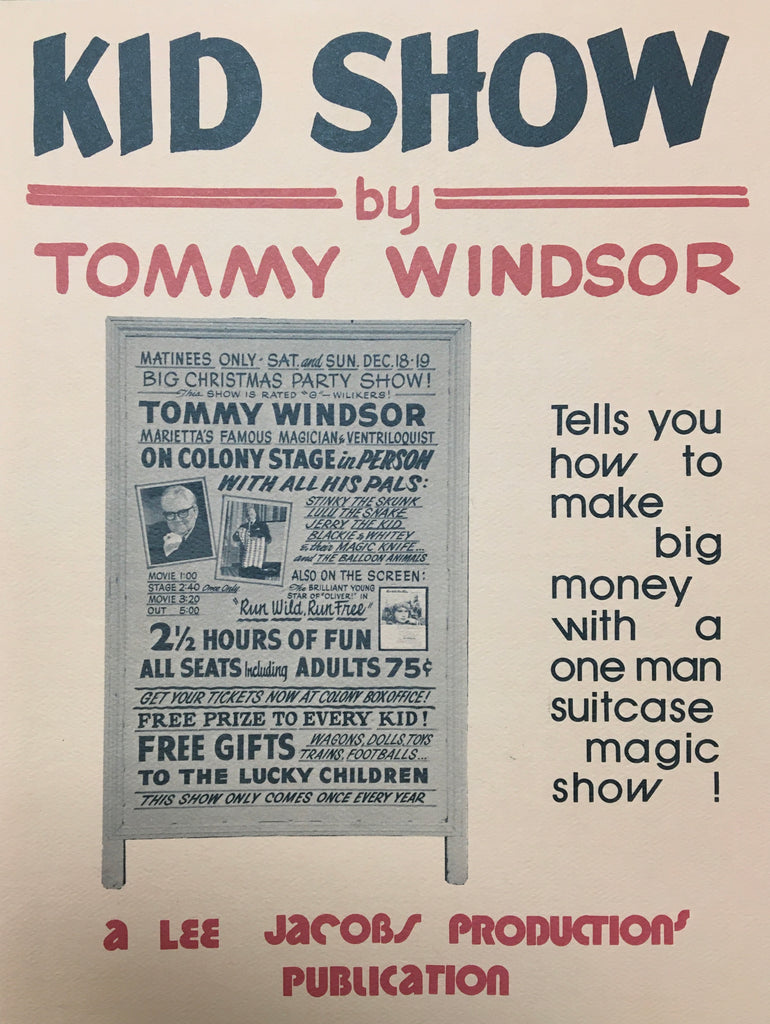 KID SHOW
by
TOMMY WINDSOR
MATINEES ONLY - SAT. and SUN. DEC. 18-19
BIG CHRISTMAS PARTY SHOW!
This SHOW IS RATED "G" - WILIKERS!
TOMMY WINDSOR
MARIETTA'S FAMOUS MAGICIAN & VENTRILOQUIST
ON COLONY STAGE in PERSON
WITH ALL HIS PALS:
STINKY THE SKUNK
LULU THE SNAKE
JERRY THE KID
BLACKIE & WHITEY
& their MAGIC KNIFE...
and THE BALLOON ANIMALS
MOVIE 1:00
STAGE 2:40 Once Only
MOVIE 3:20
OUT 5:00
ALSO ON THE SCREEN:
The BRILLIANT YOUNG
STAR OF "OLIVER!" IN
"Run Wild, Run Free"
2½ HOURS OF FUN
ALL SEATS Including ADULTS 75¢
GET YOUR TICKETS NOW AT COLONY BOXOFFICE!
FREE PRIZE TO EVERY KID!
FREE GIFTS WAGONS, DOLLS, TOYS
TRAINS, FOOTBALLS...
TO THE LUCKY CHILDREN
THIS SHOW ONLY COMES ONCE EVERY YEAR
Tells you
how to
make
big
money
with a
one man
suitcase
magic
show !
a LEE JACOBS PRODUCTIONS
PUBLICATION